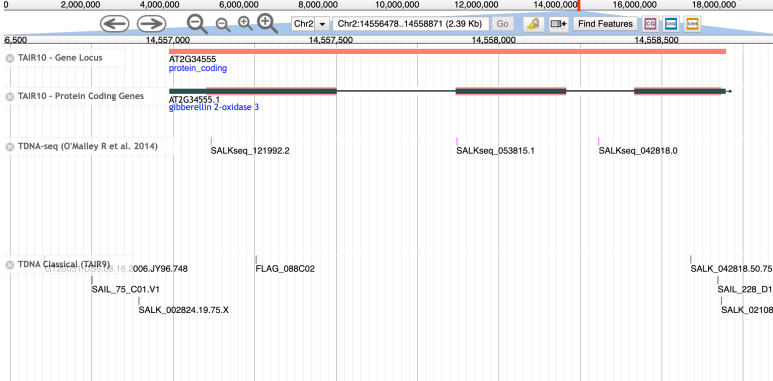 0 2,000,000 4,000,000 6,000,000 8,000,000 10,000,000 12,000,000 14,000,000 16,000,000 18,000,000
Chr2 Chr2:14556478..14558871 (2.39 Kb) Go Find Features CG CHG CHH
6,500 14,557,000 14,557,500 14,558,000 14,558,500
TAIR10 - Gene Locus
AT2G34555
protein_coding
TAIR10 - Protein Coding Genes
AT2G34555.1
gibberellin 2-oxidase 3
TDNA-seq (O'Malley R et al. 2014)
SALKseq_121992.2 SALKseq_053815.1 SALKseq_042818.0
TDNA Classical (TAIR9)
2006.JY96.748 FLAG_088C02 SALK_042818.50.75
SAIL_75_C01.V1 SAIL_228_D1
SALK_002824.19.75.X SALK_02108